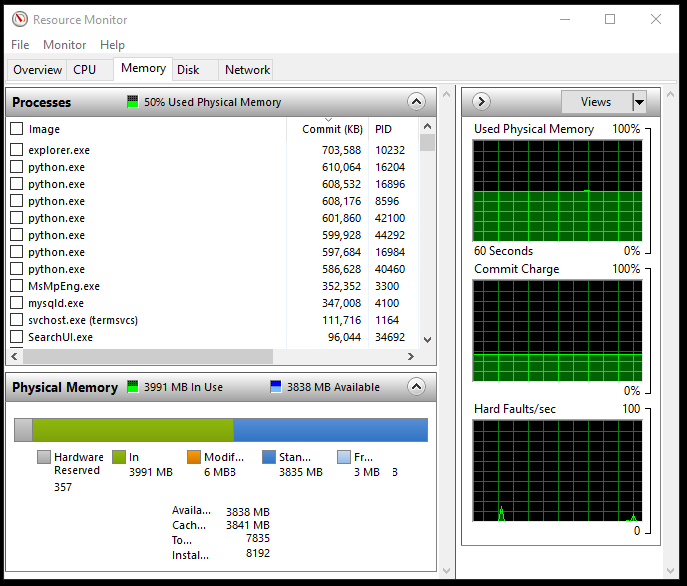 Resource Monitor
File Monitor Help
Overview CPU Memory Disk Network
Processes 50% Used Physical Memory
Image Commit (KB) PID
explorer.exe 703,588 10232
python.exe 610,064 16204
python.exe 608,532 16896
python.exe 608,176 8596
python.exe 601,860 42100
python.exe 599,928 44292
python.exe 597,684 16984
python.exe 586,628 40460
MsMpEng.exe 352,352 3300
mysqld.exe 347,008 4100
svchost.exe (termsvcs) 111,716 1164
SearchUI.exe 96,044 34692
Physical Memory 3991 MB In Use 3838 MB Available
Hardware Reserved 357
In 3991 MB
Modif... 6 MB
Stan... 3835 MB
Fr... 3 MB
Availa... 3838 MB
Cach... 3841 MB
To... 7835
Instal... 8192
Views
Used Physical Memory 100%
60 Seconds 0%
Commit Charge 100%
0%
Hard Faults/sec 100
0